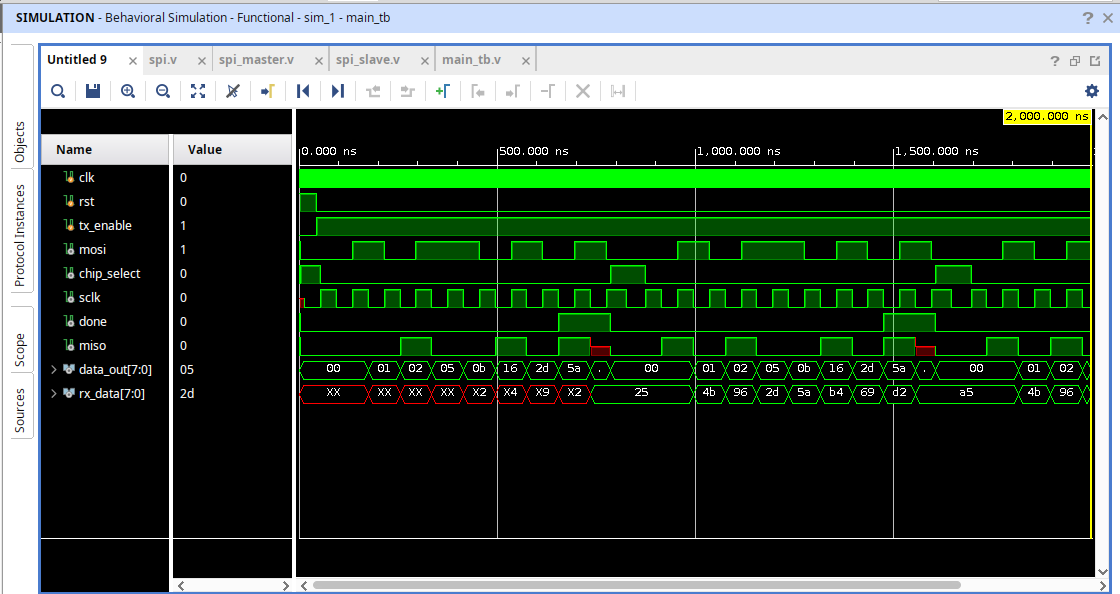 SIMULATION - Behavioral Simulation - Functional - sim_1 - main_tb
Untitled 9 spi.v spi_master.v spi_slave.v main_tb.v
Objects
Protocol Instances
Scope
Sources
2,000.000 ns
Name Value
0.000 ns 500.000 ns 1,000.000 ns 1,500.000 ns
clk 0
rst 0
tx_enable 1
mosi 1
chip_select 0
sclk 0
done 0
miso 0
data_out[7:0] 05 00 01 02 05 0b 16 2d 5a . 00 01 02 05 0b 16 2d 5a . 00 01 02
rx_data[7:0] 2d XX XX XX XX X2 X4 X9 X2 25 4b 96 2d 5a b4 69 d2 a5 4b 96